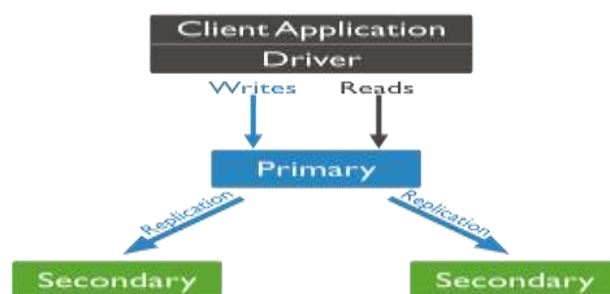 Client Application
Driver
Writes Reads
Primary
Replication Replication
Secondary Secondary